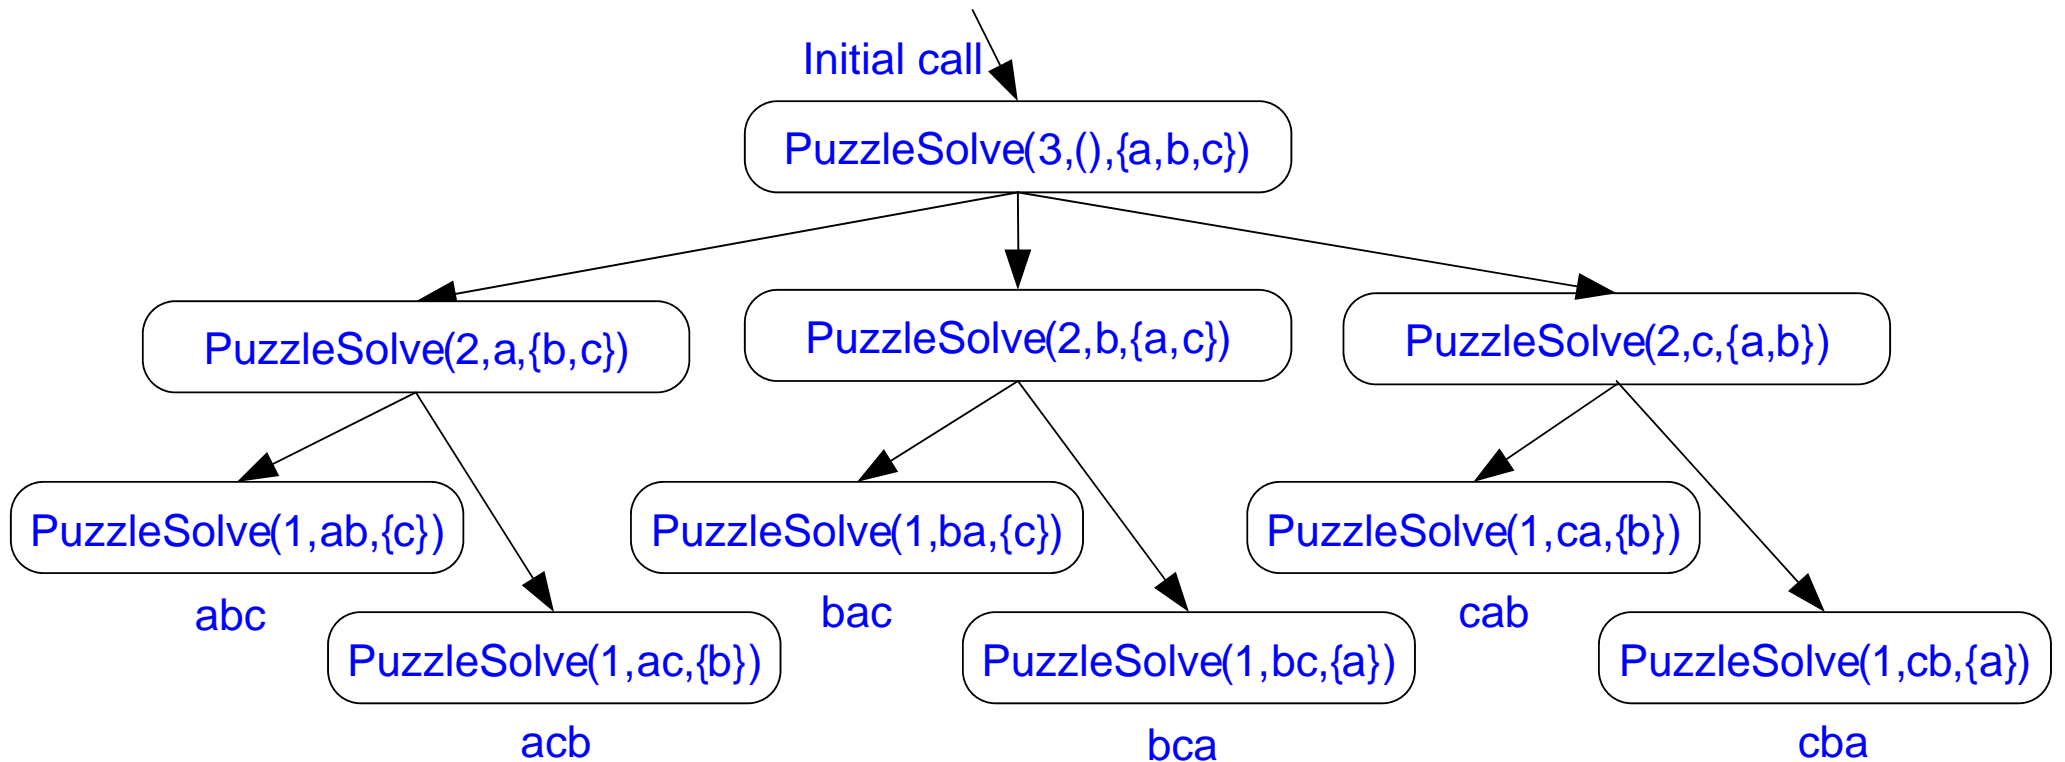 Initial call
PuzzleSolve(3,(),{a,b,c})
PuzzleSolve(2,a,{b,c})
PuzzleSolve(2,b,{a,c})
PuzzleSolve(2,c,{a,b})
PuzzleSolve(1,ab,{c})
PuzzleSolve(1,ba,{c})
PuzzleSolve(1,ca,{b})
abc
bac
cab
PuzzleSolve(1,ac,{b})
PuzzleSolve(1,bc,{a})
PuzzleSolve(1,cb,{a})
acb
bca
cba